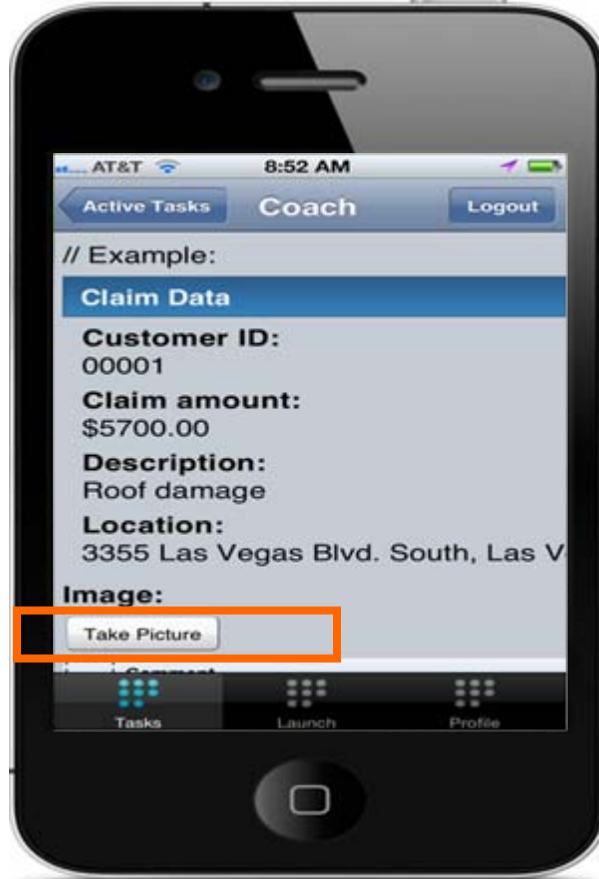 AT&T 8:52 AM
Active Tasks Coach Logout
// Example:
Claim Data
Customer ID:
00001
Claim amount:
$5700.00
Description:
Roof damage
Location:
3355 Las Vegas Blvd. South, Las V
Image:
Take Picture
Comment
Tasks Launch Profile